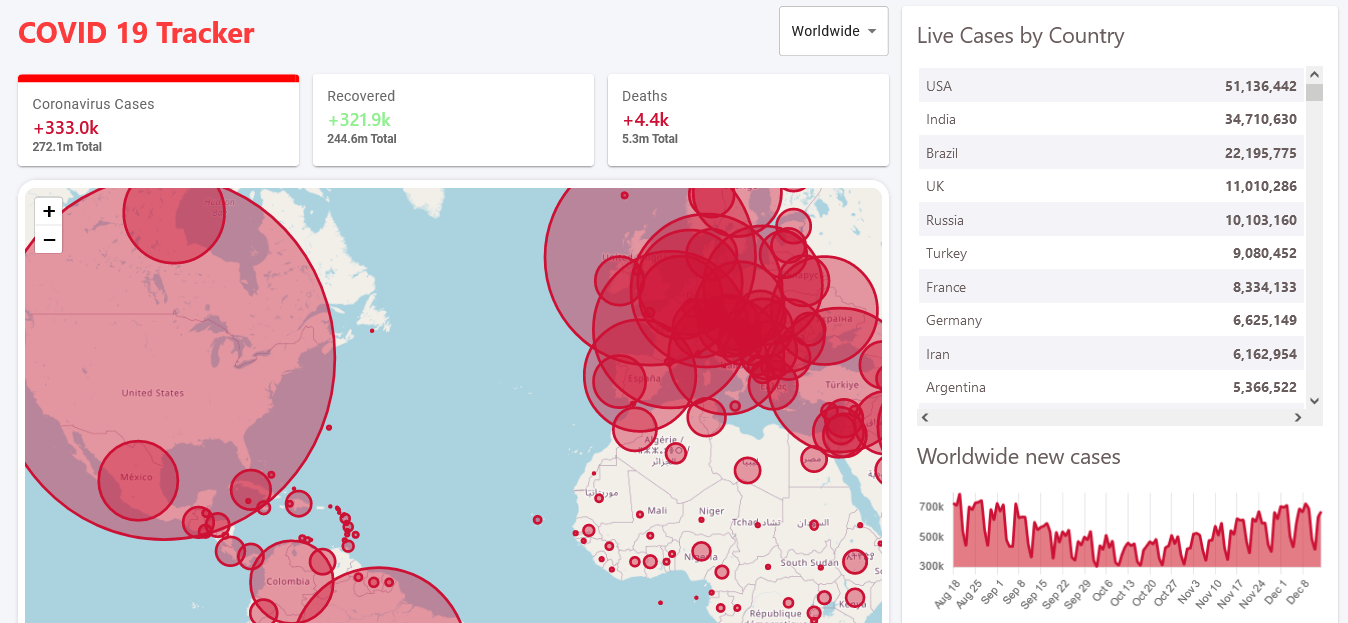 COVID 19 Tracker
Worldwide
Coronavirus Cases
+333.0k
272.1m Total
Recovered
+321.9k
244.6m Total
Deaths
+4.4k
5.3m Total
+
−
United States
México
Colombia
España
Türkiye
Algérie /
Mali
Niger
Tchad تشاد
السودان
South Sudan
République
Live Cases by Country
USA 51,136,442
India 34,710,630
Brazil 22,195,775
UK 11,010,286
Russia 10,103,160
Turkey 9,080,452
France 8,334,133
Germany 6,625,149
Iran 6,162,954
Argentina 5,366,522
Worldwide new cases
700k
500k
300k
Aug 18 Aug 25 Sep 1 Sep 8 Sep 15 Sep 22 Sep 29 Oct 6 Oct 13 Oct 20 Oct 27 Nov 3 Nov 10 Nov 17 Nov 24 Dec 1 Dec 8